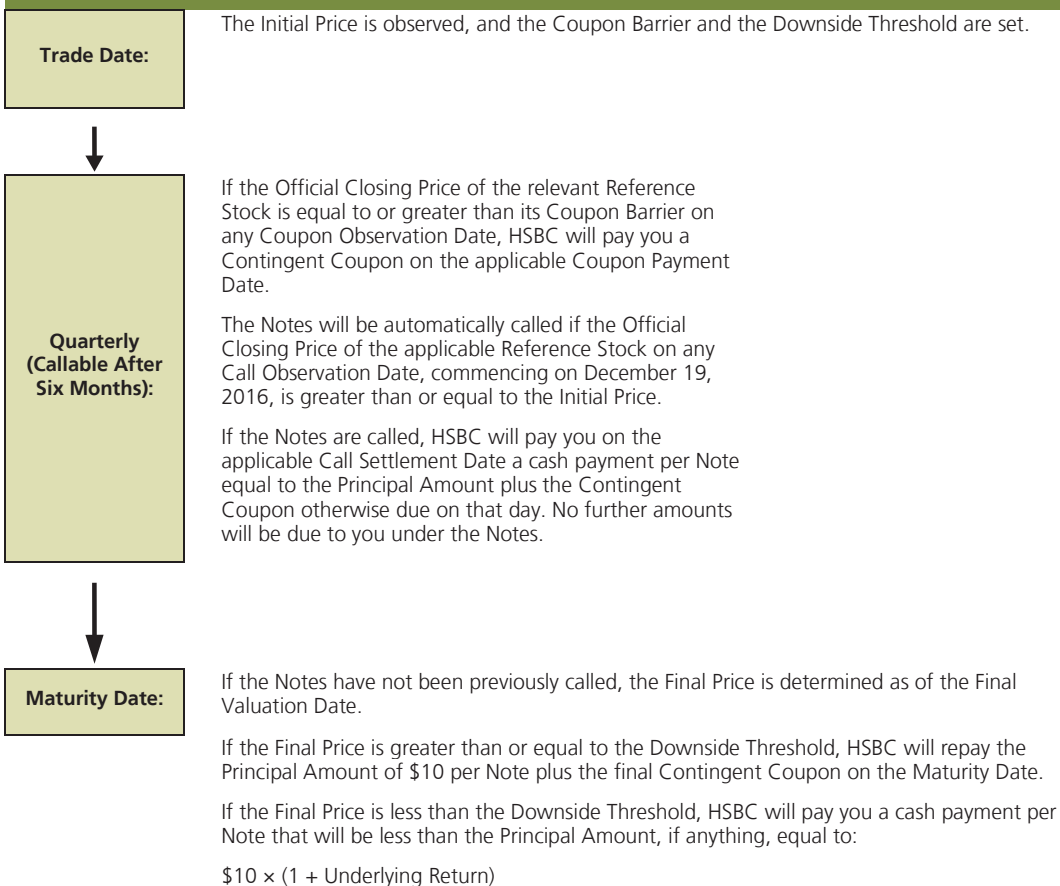 Trade Date:
The Initial Price is observed, and the Coupon Barrier and the Downside Threshold are set.
Quarterly
(Callable After
Six Months):
If the Official Closing Price of the relevant Reference
Stock is equal to or greater than its Coupon Barrier on
any Coupon Observation Date, HSBC will pay you a
Contingent Coupon on the applicable Coupon Payment
Date.
The Notes will be automatically called if the Official
Closing Price of the applicable Reference Stock on any
Call Observation Date, commencing on December 19,
2016, is greater than or equal to the Initial Price.
If the Notes are called, HSBC will pay you on the
applicable Call Settlement Date a cash payment per Note
equal to the Principal Amount plus the Contingent
Coupon otherwise due on that day. No further amounts
will be due to you under the Notes.
Maturity Date:
If the Notes have not been previously called, the Final Price is determined as of the Final
Valuation Date.
If the Final Price is greater than or equal to the Downside Threshold, HSBC will repay the
Principal Amount of $10 per Note plus the final Contingent Coupon on the Maturity Date.
If the Final Price is less than the Downside Threshold, HSBC will pay you a cash payment per
Note that will be less than the Principal Amount, if anything, equal to:
$10 × (1 + Underlying Return)